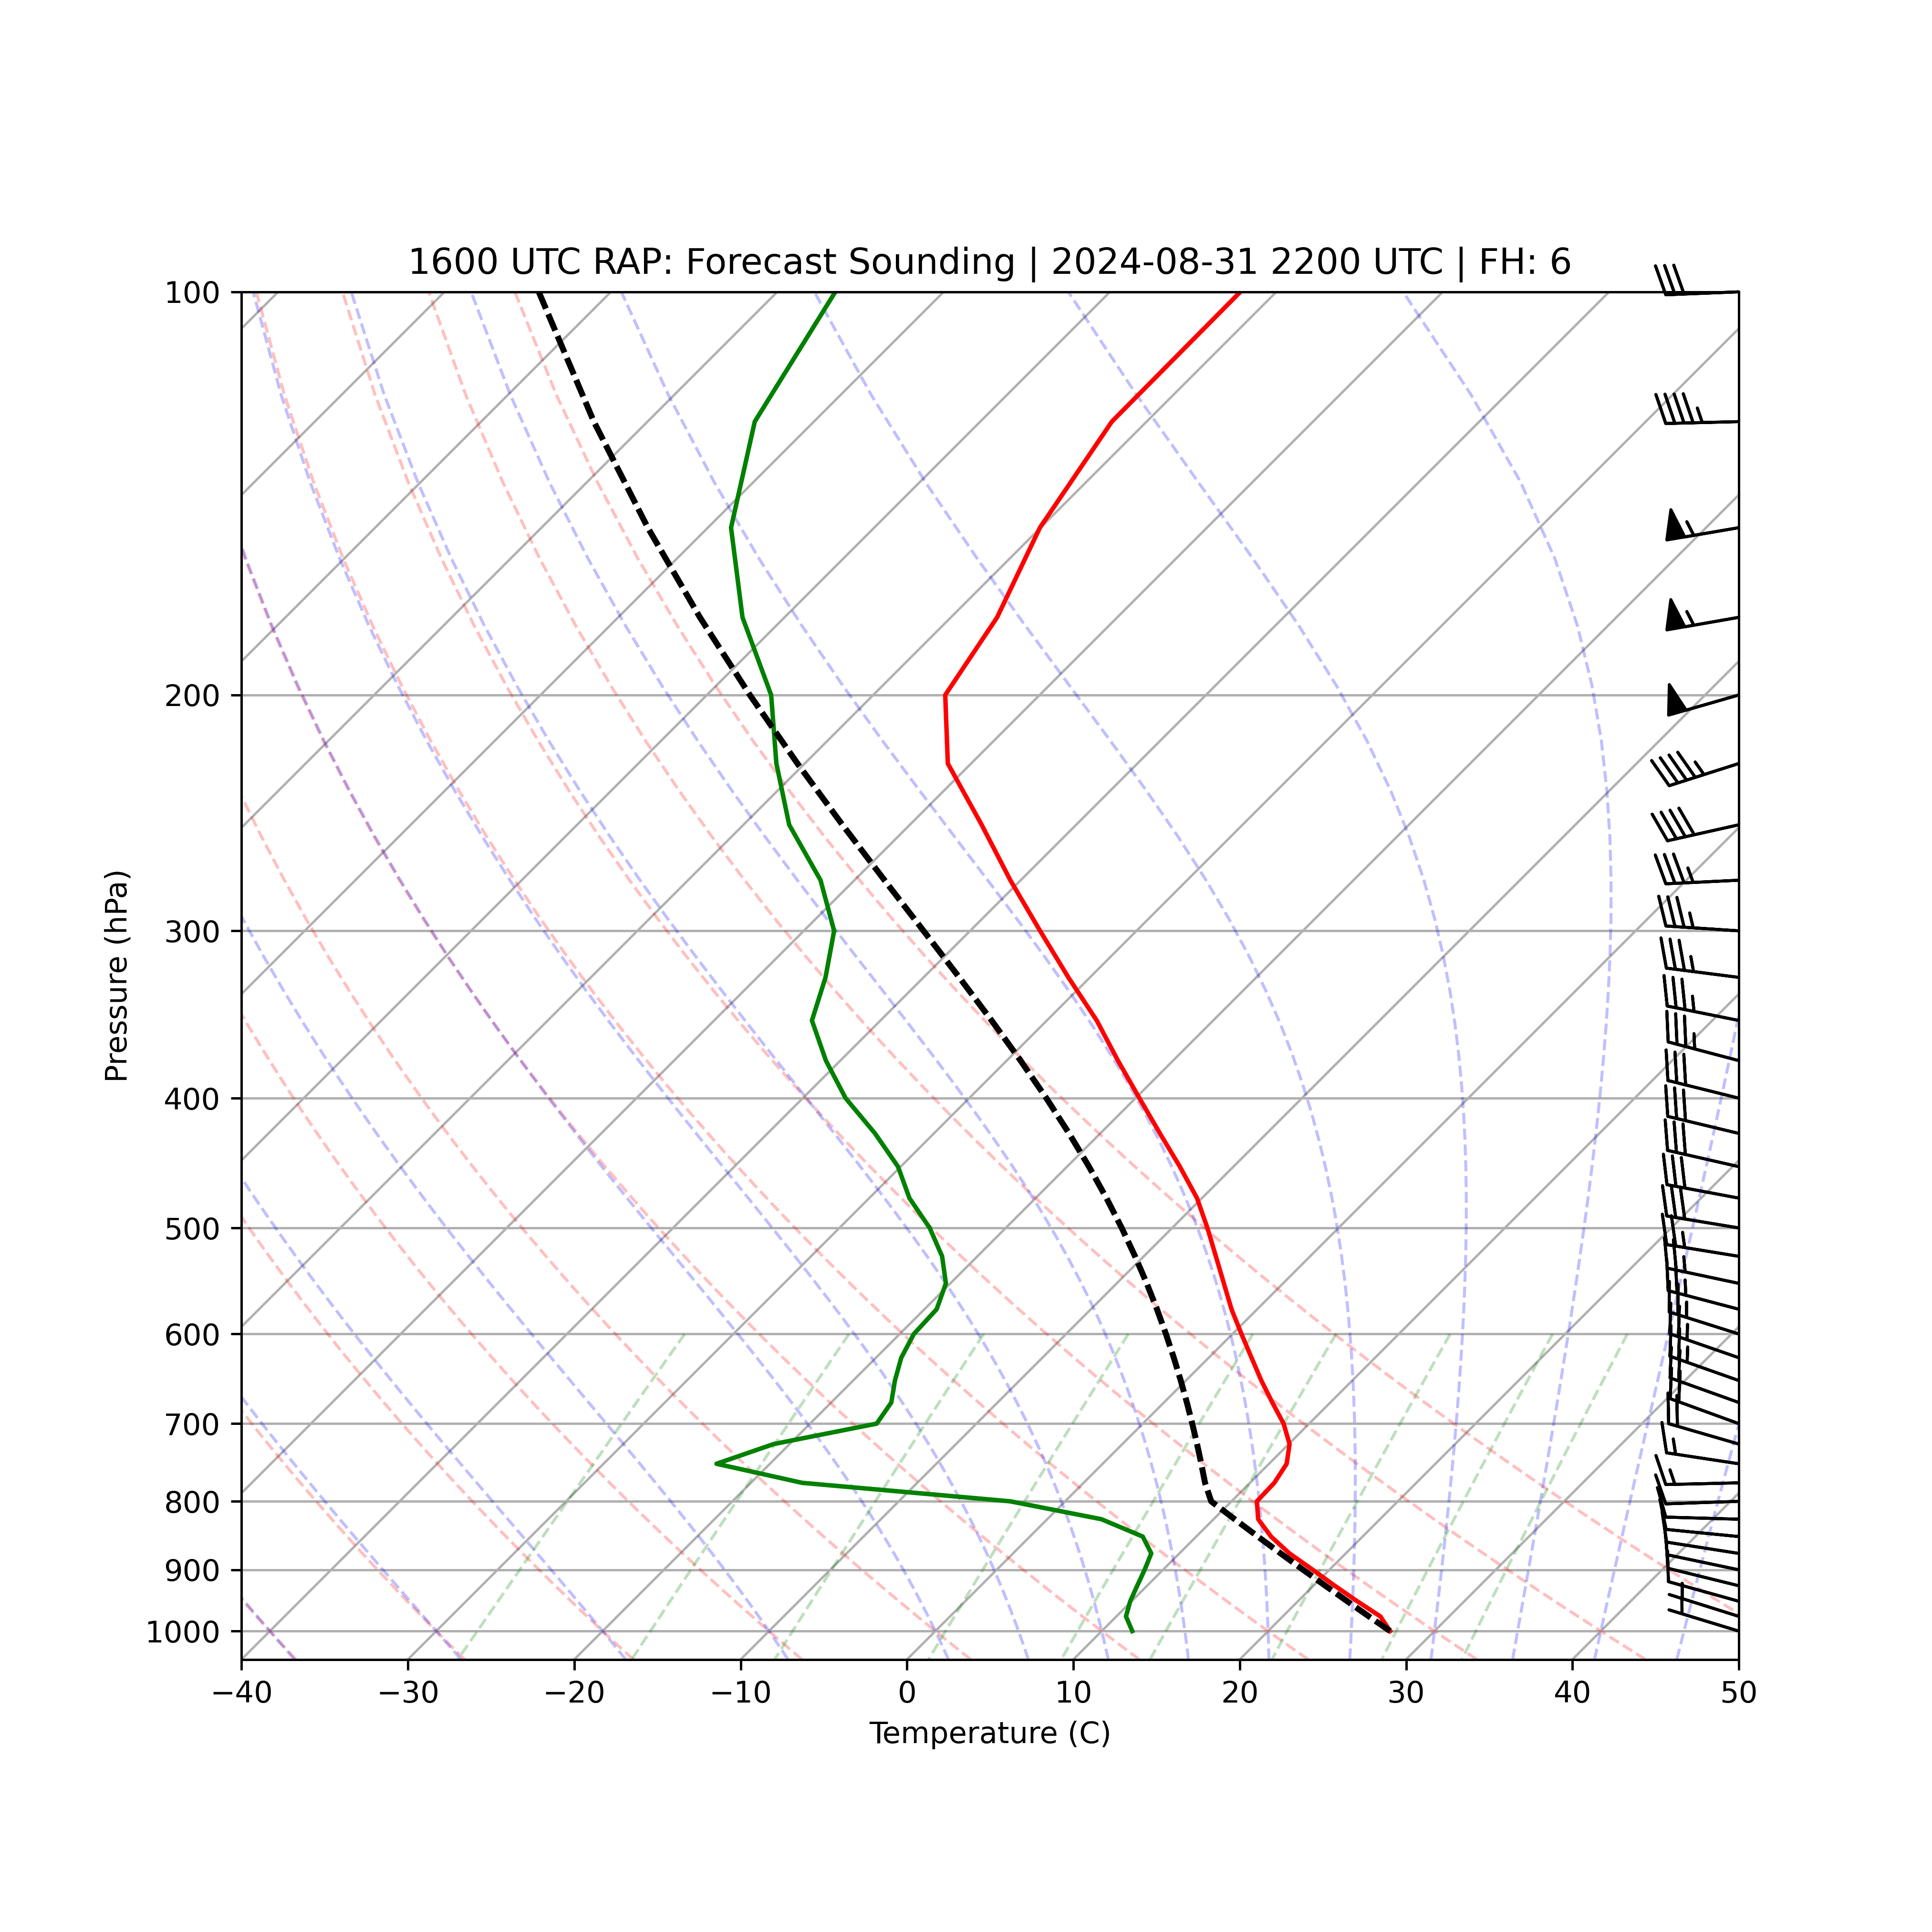 1600 UTC RAP: Forecast Sounding | 2024-08-31 2200 UTC | FH: 6
100
200
300
400
500
600
700
800
900
1000
Pressure (hPa)
−40 −30 −20 −10 0 10 20 30 40 50
Temperature (C)